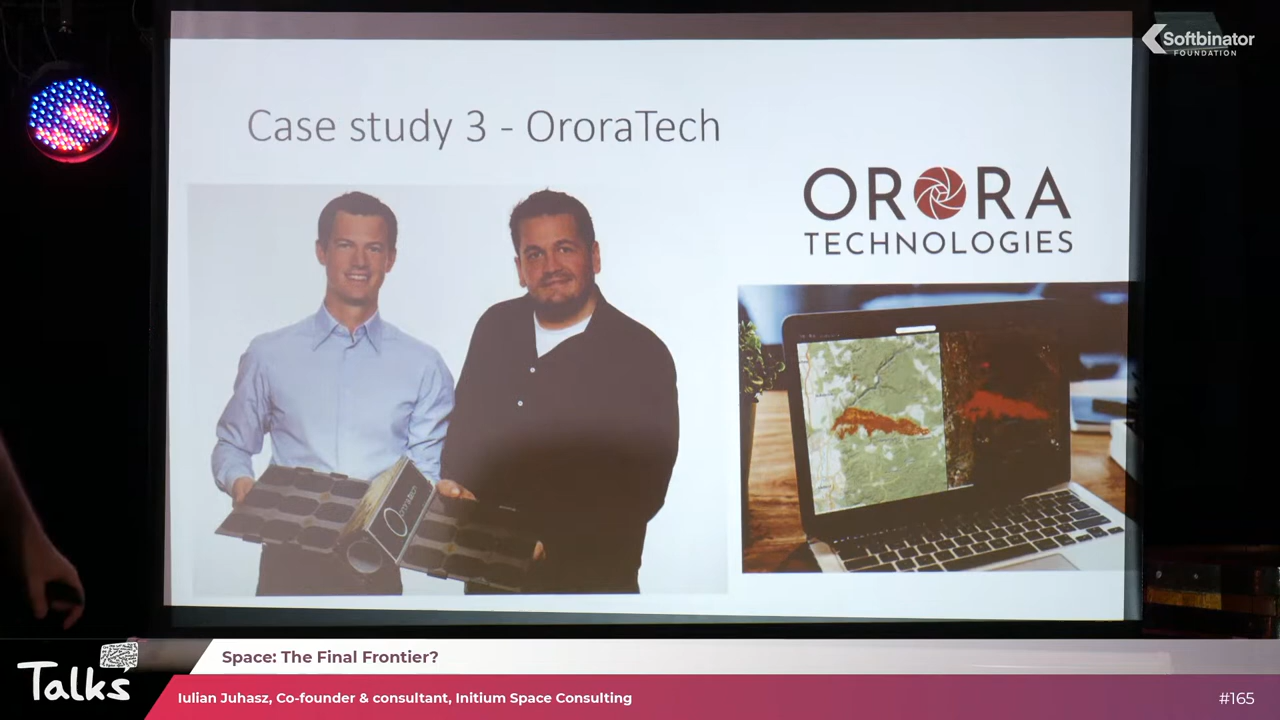 Softbinator
FOUNDATION
Case study 3 - OroraTech
ORORA
TECHNOLOGIES
OroraTech
Talks
Space: The Final Frontier?
Iulian Juhasz, Co-founder & consultant, Initium Space Consulting
#165